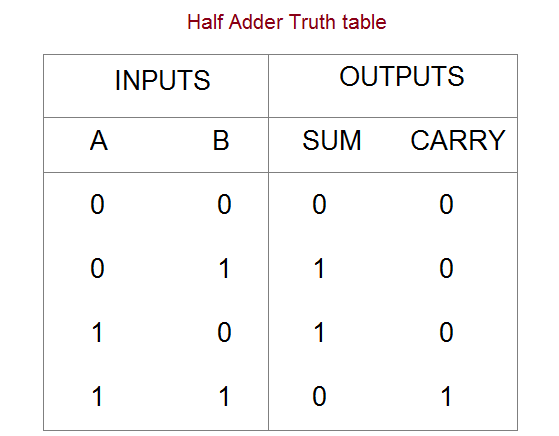 Half Adder Truth table
INPUTS OUTPUTS
A B SUM CARRY
0 0 0 0
0 1 1 0
1 0 1 0
1 1 0 1